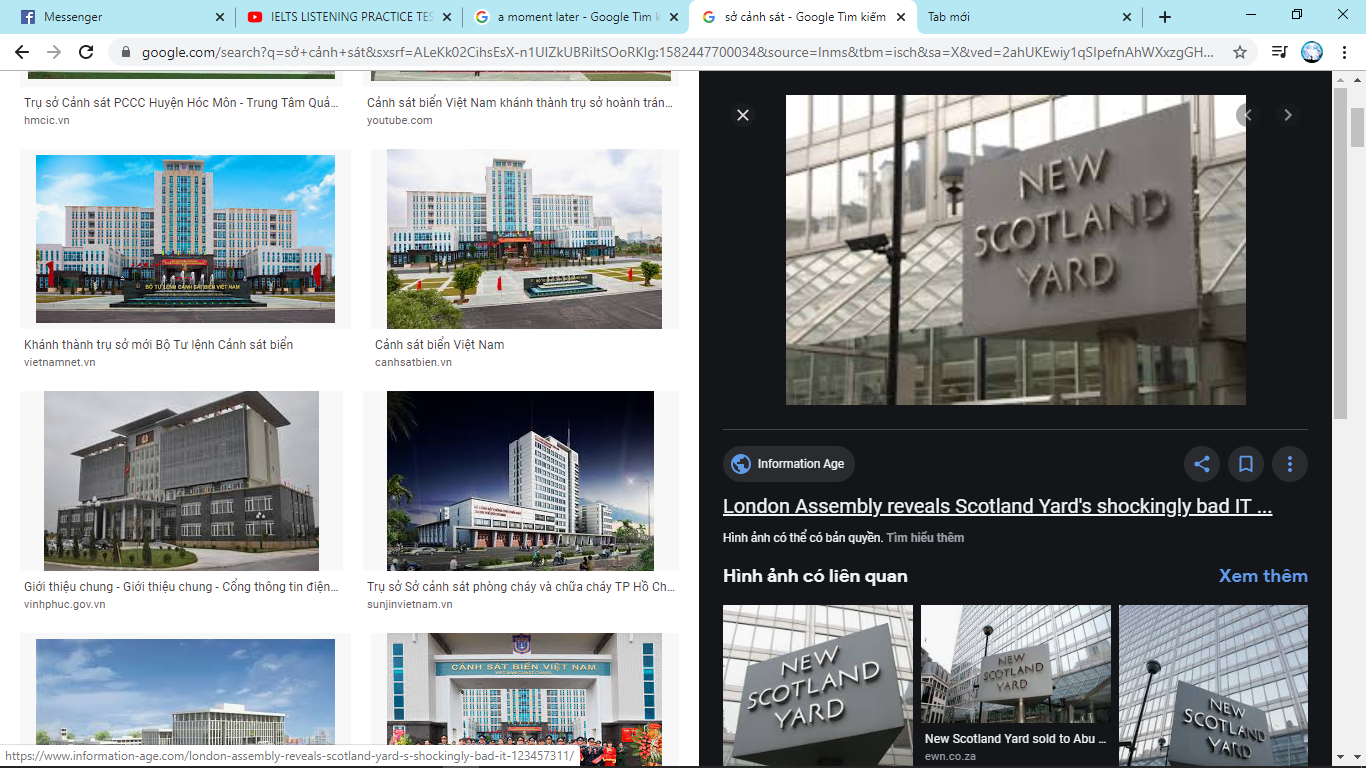 Messenger
IELTS LISTENING PRACTICE TES
a moment later - Google Tìm k
sở cảnh sát - Google Tìm kiếm
Tab mới
google.com/search?q=sở+cảnh+sát&sxsrf=ALeKk02CihsEsX-n1UlZkUBRiltSOoRKIg:1582447700034&source=lnms&tbm=isch&sa=X&ved=2ahUKEwiy1qSIpefnAhWXxzgGH...
Trụ sở Cảnh sát PCCC Huyện Hóc Môn - Trung Tâm Quả...
hmcic.vn
Cảnh sát biển Việt Nam khánh thành trụ sở hoành trán...
youtube.com
BỘ TƯ LỆNH CẢNH SÁT BIỂN VIỆT NAM
Khánh thành trụ sở mới Bộ Tư lệnh Cảnh sát biển
vietnamnet.vn
Cảnh sát biển Việt Nam
canhsatbien.vn
Giới thiệu chung - Giới thiệu chung - Cổng thông tin điện...
vinhphuc.gov.vn
Trụ sở Sở cảnh sát phòng cháy và chữa cháy TP Hồ Ch...
sunjinvietnam.vn
CẢNH SÁT BIỂN VIỆT NAM
https://www.information-age.com/london-assembly-reveals-scotland-yard-s-shockingly-bad-it-123457311/
NEW
SCOTLAND
YARD
Information Age
London Assembly reveals Scotland Yard's shockingly bad IT ...
Hình ảnh có thể có bản quyền. Tìm hiểu thêm
Hình ảnh có liên quan
Xem thêm
NEW
SCOTLAND
YARD
NEW
SCOTLAND
YARD
New Scotland Yard sold to Abu ...
ewn.co.za
NEW
SCOTLAND
YARD